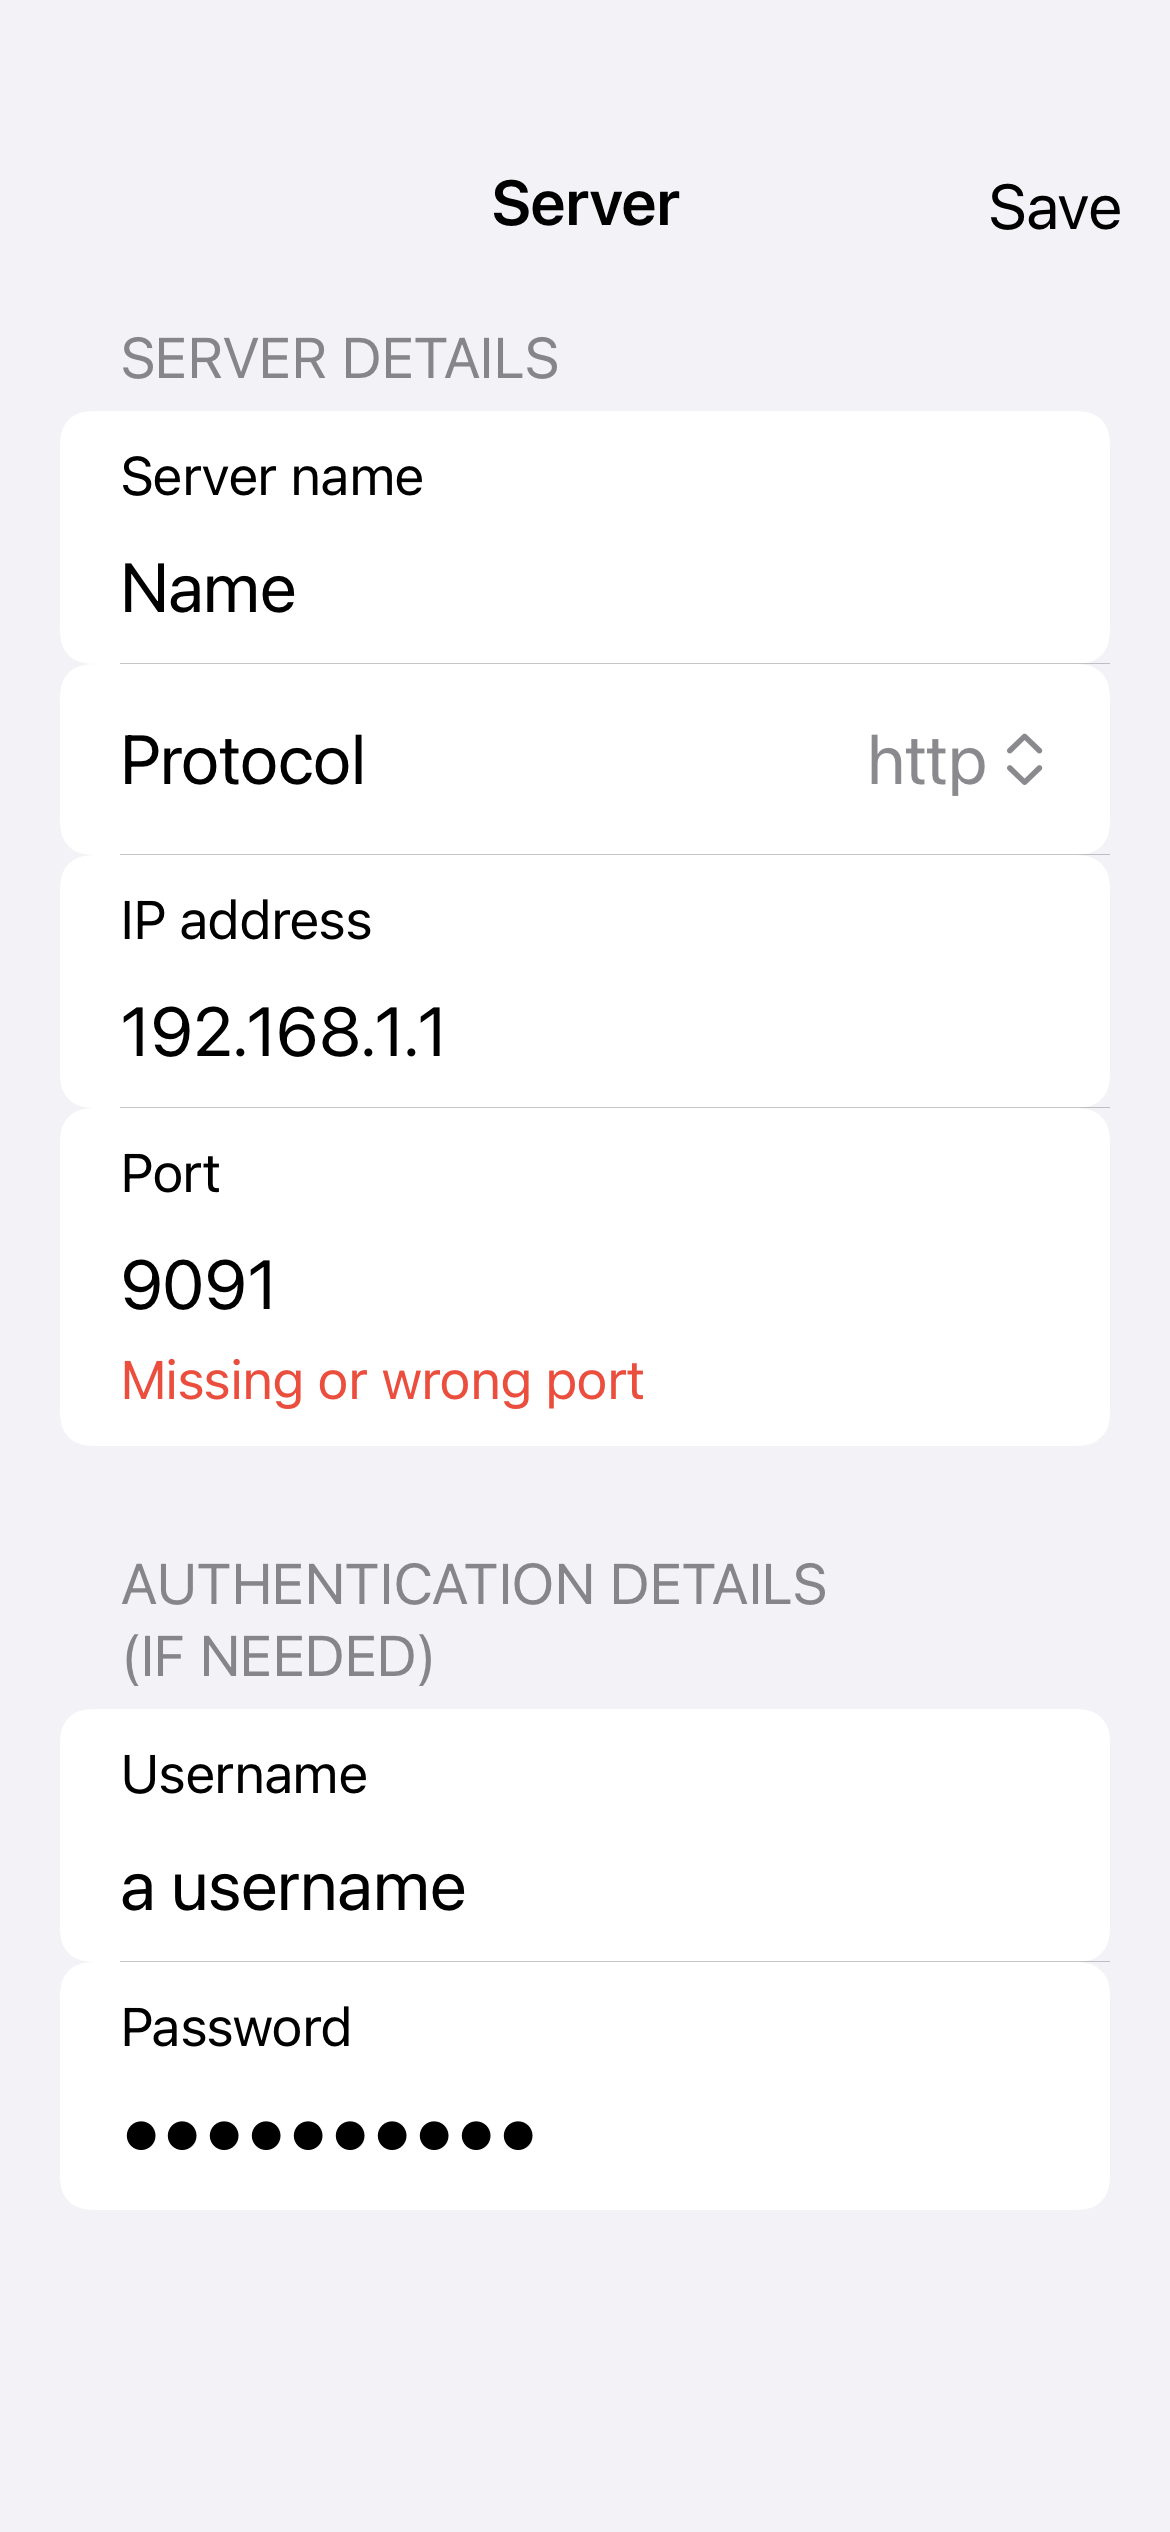 Server
Save
SERVER DETAILS
Server name
Name
Protocol
http
IP address
192.168.1.1
Port
9091
Missing or wrong port
AUTHENTICATION DETAILS
(IF NEEDED)
Username
a username
Password
••••••••••